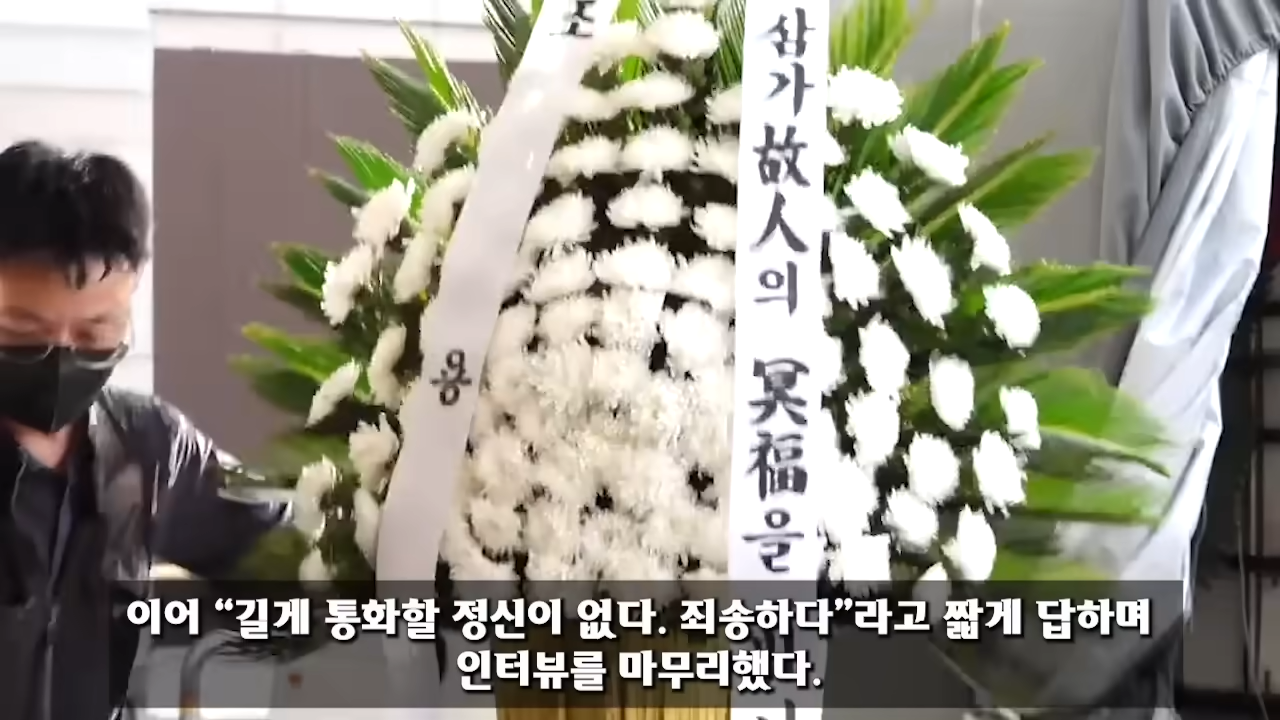 조
용
삼가 故人의 冥福을
이어 “길게 통화할 정신이 없다. 죄송하다”라고 짧게 답하며
인터뷰를 마무리했다.